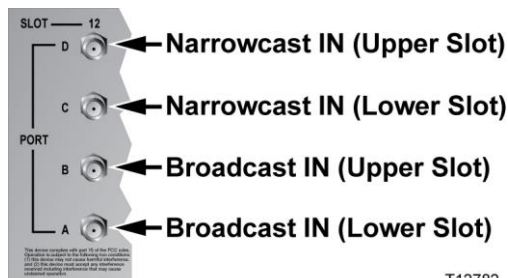 SLOT 12
D Narrowcast IN (Upper Slot)
C Narrowcast IN (Lower Slot)
PORT
B Broadcast IN (Upper Slot)
A Broadcast IN (Lower Slot)
This device complies with part 15 of the FCC rules.
Operation is subject to the following two conditions:
(1) this device may not cause harmful interference,
and (2) this device must accept any interference
received including interference that may cause
undesired operation